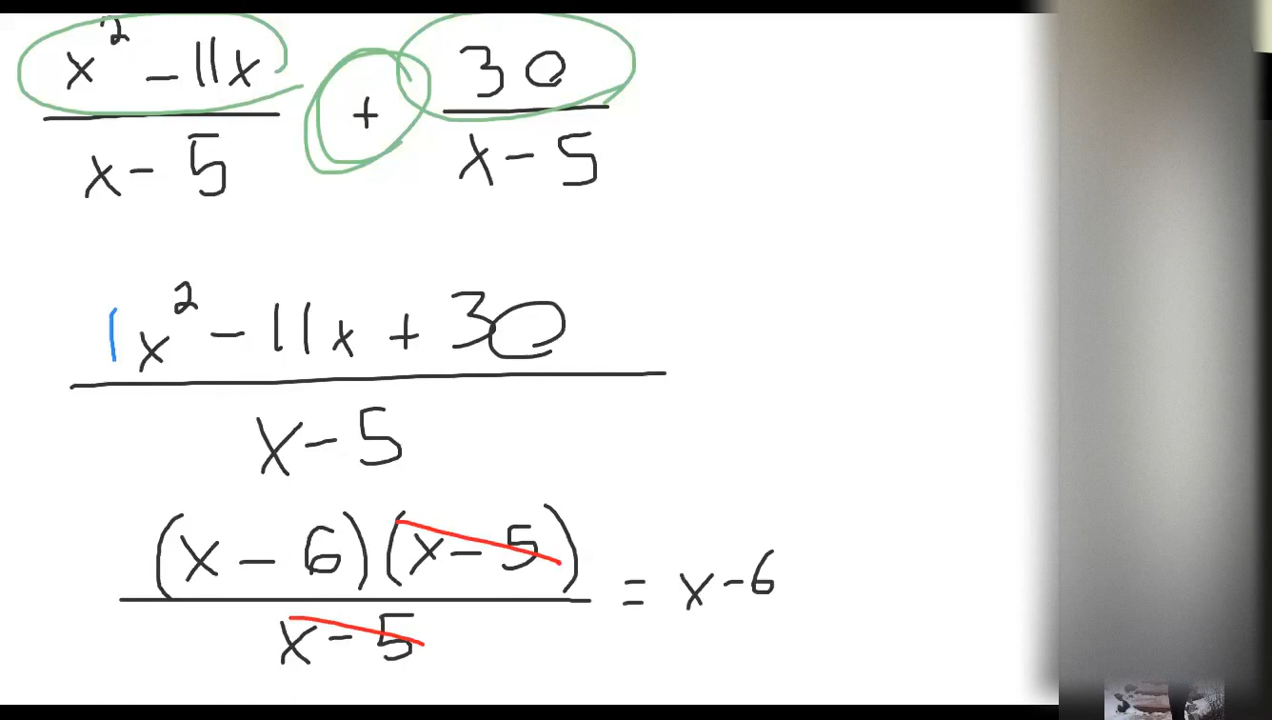 x² - 11x + 30
x - 5 x - 5
1x² - 11x + 30
x - 5
(x - 6)(x - 5) = x - 6
x - 5